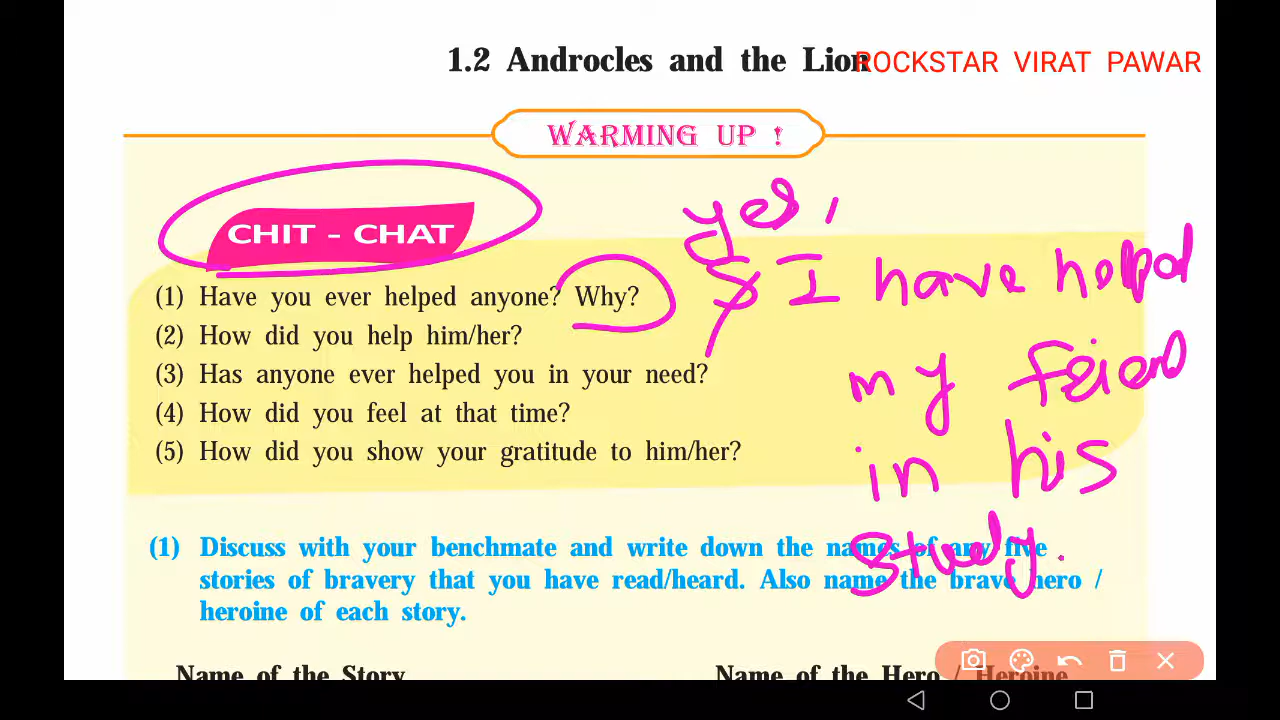 1.2 Androcles and the Lion
ROCKSTAR VIRAT PAWAR
WARMING UP !
CHIT - CHAT
yes,
(1) Have you ever helped anyone? Why?
I have helped
(2) How did you help him/her?
(3) Has anyone ever helped you in your need?
my friend
(4) How did you feel at that time?
(5) How did you show your gratitude to him/her?
in his
study.
(1) Discuss with your benchmate and write down the names of any five
stories of bravery that you have read/heard. Also name the brave hero /
heroine of each story.
Name of the Story
Name of the Hero / Heroine